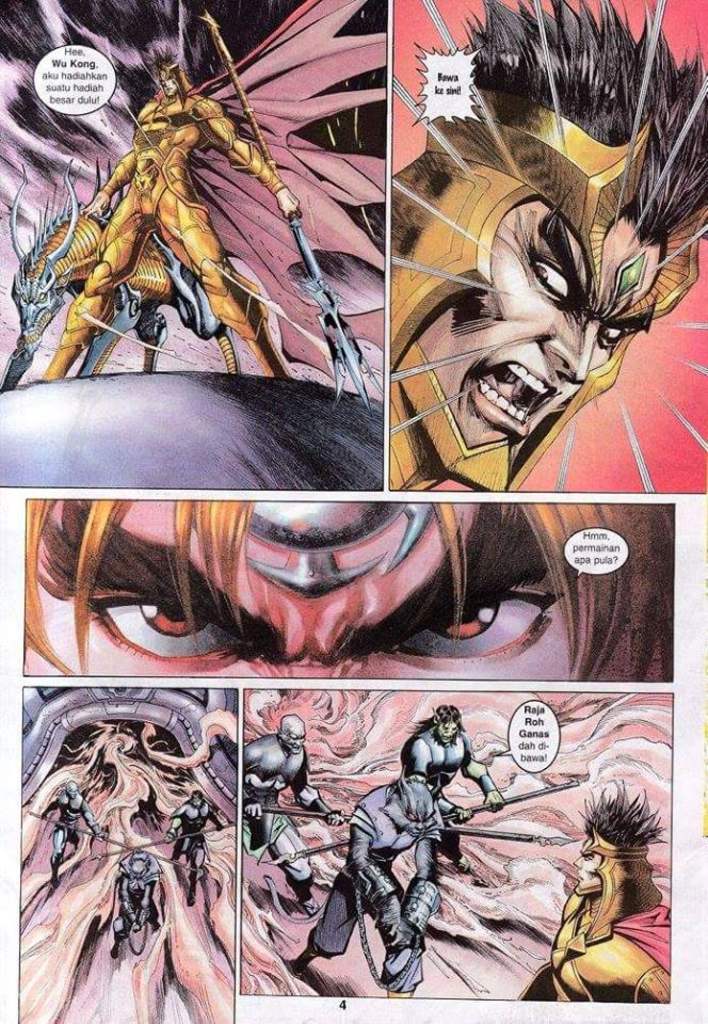 Hee,
Wu Kong,
aku hadiahkan
suatu hadiah
besar dulu!
Bawa
ke sini!
Hmm,
permainan
apa pula?
Raja
Roh
Ganas
dah di-
bawa!
4